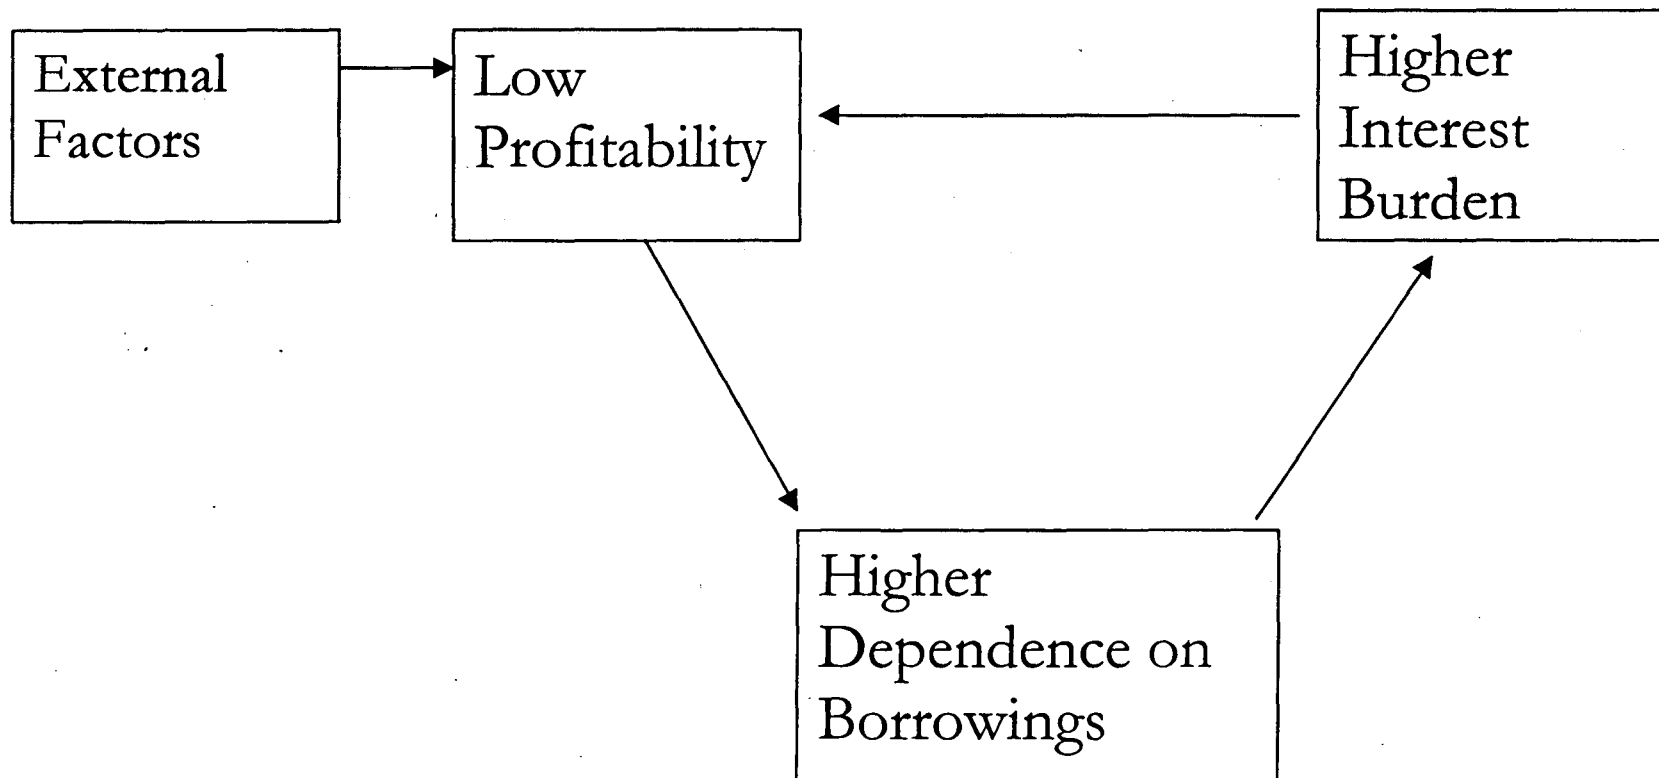 External
Factors
Low
Profitability
Higher
Interest
Burden
Higher
Dependence on
Borrowings